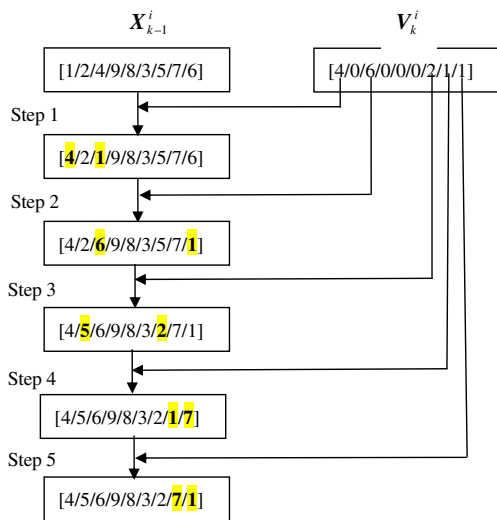 X^i_{k-1} V^i_k
[1/2/4/9/8/3/5/7/6] [4/0/6/0/0/0/2/1/1]
Step 1
[4/2/1/9/8/3/5/7/6]
Step 2
[4/2/6/9/8/3/5/7/1]
Step 3
[4/5/6/9/8/3/2/7/1]
Step 4
[4/5/6/9/8/3/2/1/7]
Step 5
[4/5/6/9/8/3/2/7/1]